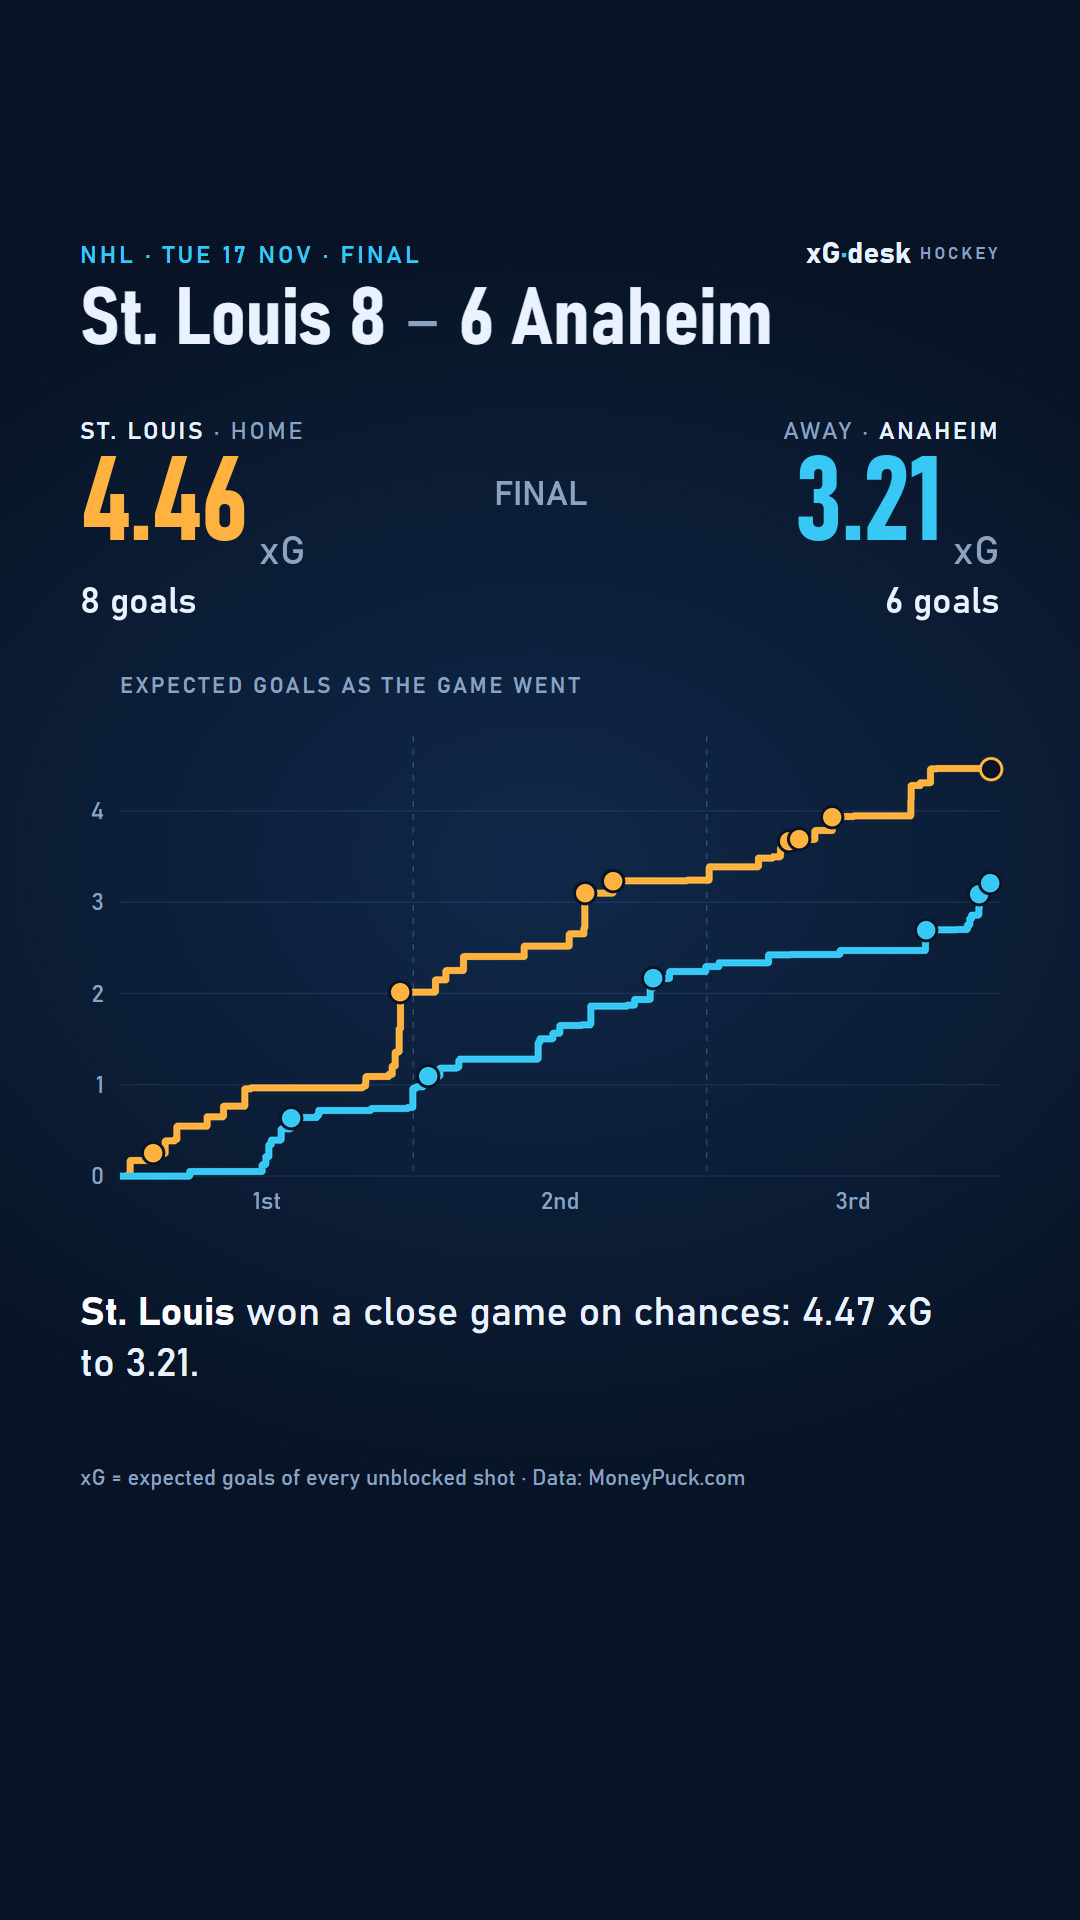 NHL · TUE 17 NOV · FINAL
xG·desk HOCKEY
St. Louis 8 – 6 Anaheim
ST. LOUIS · HOME
AWAY · ANAHEIM
4.46 xG
FINAL
3.21 xG
8 goals
6 goals
EXPECTED GOALS AS THE GAME WENT
4
3
2
1
0
1st
2nd
3rd
St. Louis won a close game on chances: 4.47 xG
to 3.21.
xG = expected goals of every unblocked shot · Data: MoneyPuck.com